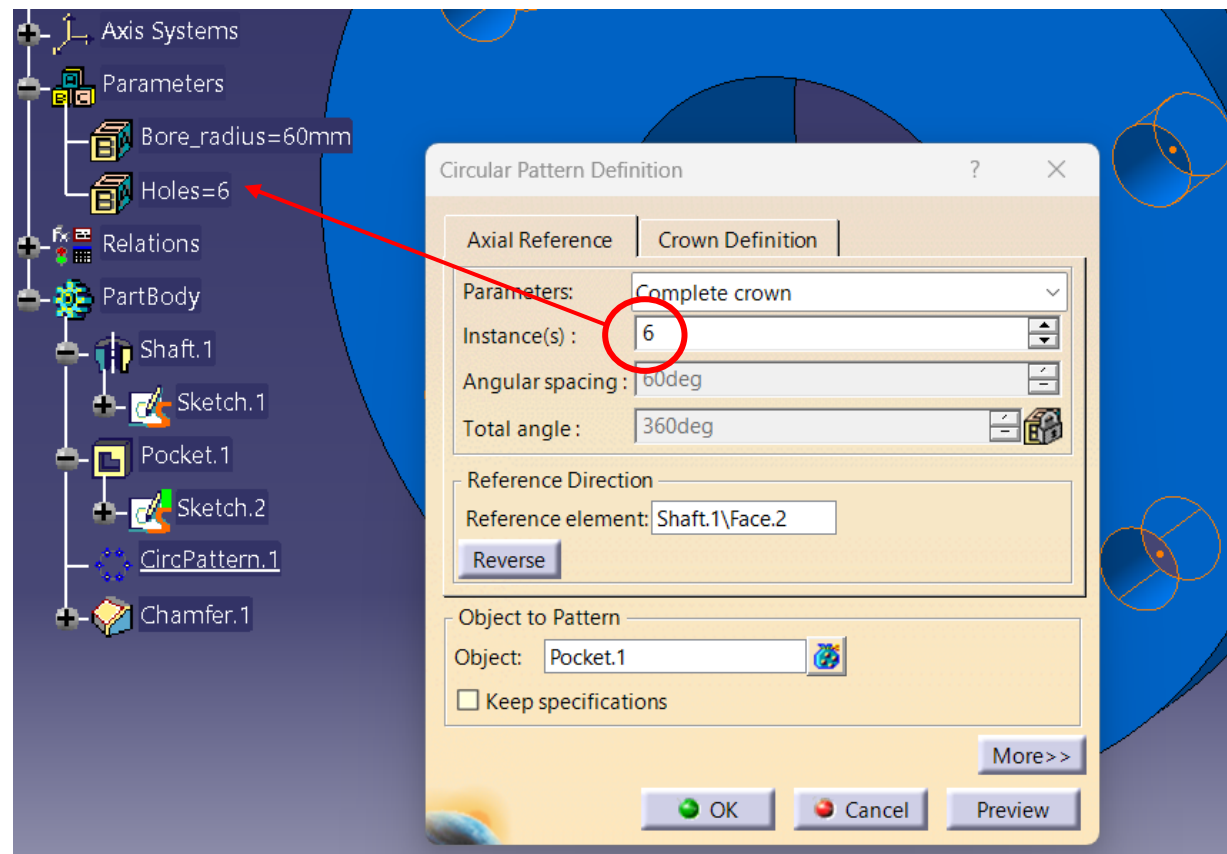 Axis Systems
Parameters
Bore_radius=60mm
Holes=6
Relations
PartBody
Shaft.1
Sketch.1
Pocket.1
Sketch.2
CircPattern.1
Chamfer.1
Circular Pattern Definition ?
Axial Reference Crown Definition
Parameters: Complete crown
Instance(s) : 6
Angular spacing : 60deg
Total angle : 360deg
Reference Direction
Reference element: Shaft.1\Face.2
Reverse
Object to Pattern
Object: Pocket.1
Keep specifications
More>>
OK Cancel Preview